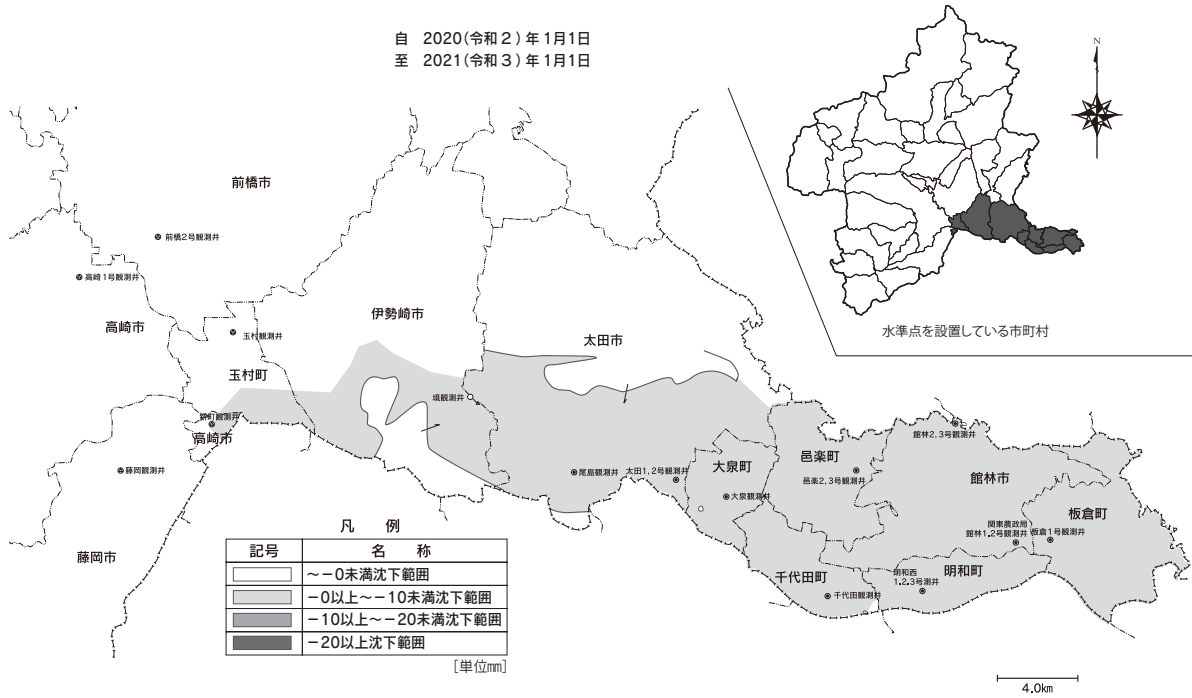 自 2020(令和2)年1月1日
至 2021(令和3)年1月1日
N
水準点を設置している市町村
前橋市
前橋2号観測井
高崎1号観測井
高崎市
玉村観測井
玉村町
伊勢崎市
太田市
境観測井
新町観測井
高崎市
藤岡観測井
藤岡市
尾島観測井
太田1,2号観測井
大泉町
大泉観測井
邑楽町
邑楽2,3号観測井
館林2,3号観測井
館林市
関東農政局
館林1.2号観測井
板倉町
板倉1号観測井
千代田町
千代田観測井
明和西
1.2.3号測井
明和町
凡 例
記号 名 称
~-0未満沈下範囲
-0以上~-10未満沈下範囲
-10以上~-20未満沈下範囲
-20以上沈下範囲
[単位mm]
4.0km